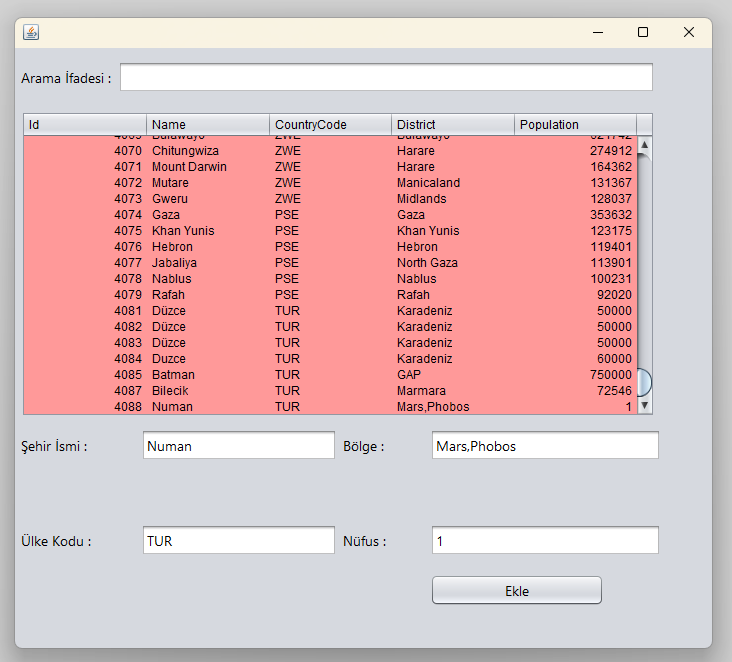 Arama İfadesi :
Id Name CountryCode District Population
4070 Chitungwiza ZWE Harare 274912
4071 Mount Darwin ZWE Harare 164362
4072 Mutare ZWE Manicaland 131367
4073 Gweru ZWE Midlands 128037
4074 Gaza PSE Gaza 353632
4075 Khan Yunis PSE Khan Yunis 123175
4076 Hebron PSE Hebron 119401
4077 Jabaliya PSE North Gaza 113901
4078 Nablus PSE Nablus 100231
4079 Rafah PSE Rafah 92020
4081 Düzce TUR Karadeniz 50000
4082 Düzce TUR Karadeniz 50000
4083 Düzce TUR Karadeniz 50000
4084 Duzce TUR Karadeniz 60000
4085 Batman TUR GAP 750000
4087 Bilecik TUR Marmara 72546
4088 Numan TUR Mars,Phobos 1
Şehir İsmi : Numan Bölge : Mars,Phobos
Ülke Kodu : TUR Nüfus : 1
Ekle